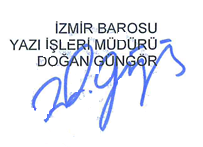 İZMİR BAROSU
YAZI İŞLERİ MÜDÜRÜ
DOĞAN GÜNGÖR